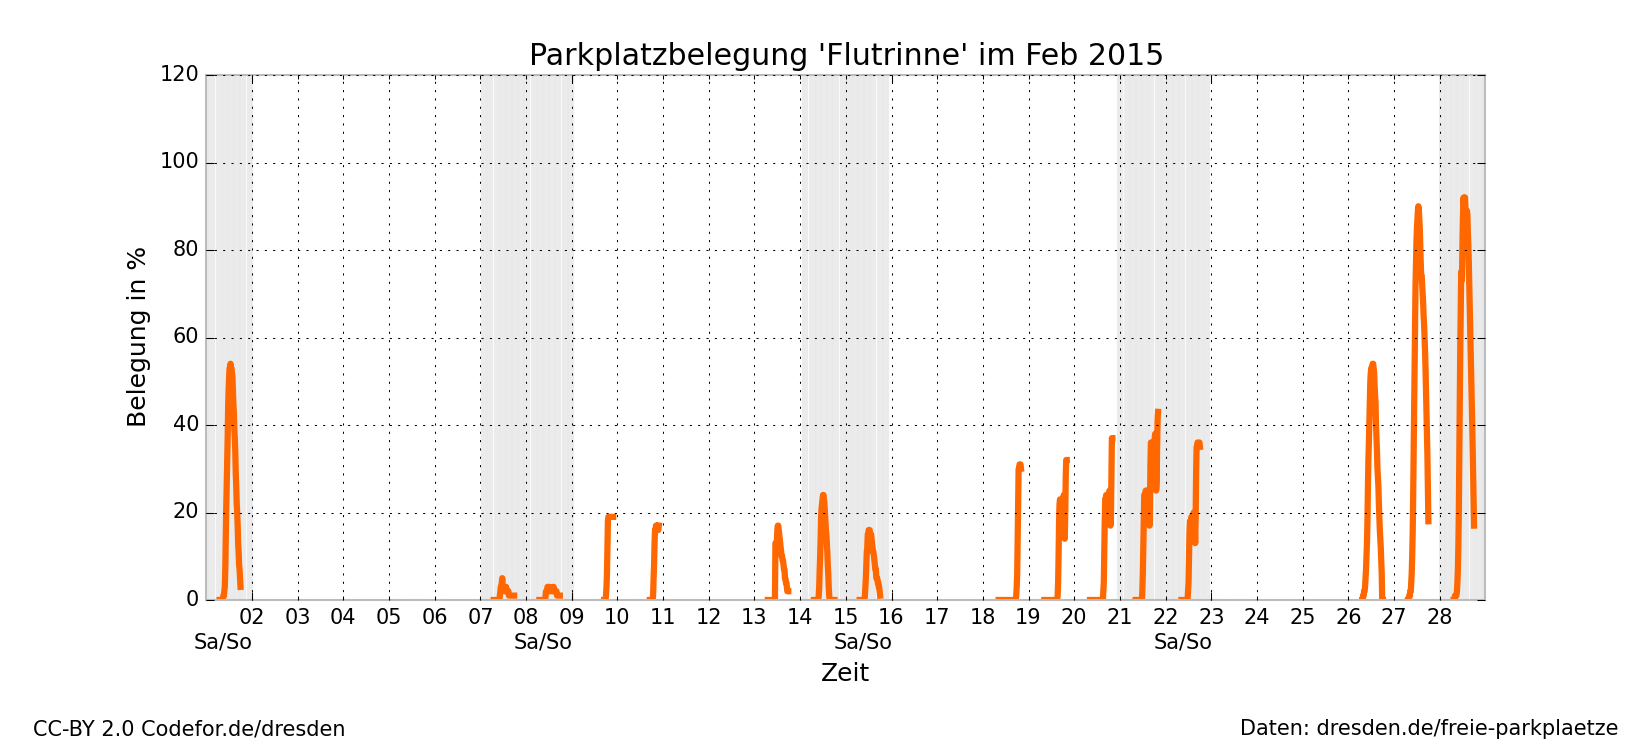 Parkplatzbelegung 'Flutrinne' im Feb 2015
120
100
80
60
40
20
0
Belegung in %
02 03 04 05 06 07 08 09 10 11 12 13 14 15 16 17 18 19 20 21 22 23 24 25 26 27 28
Sa/So Sa/So Sa/So Sa/So
Zeit
CC-BY 2.0 Codefor.de/dresden
Daten: dresden.de/freie-parkplaetze